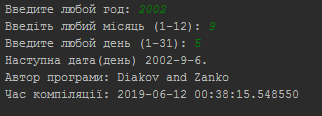 Введите любой год: 2002
Введіть любий місяць (1-12): 9
Введите любой день (1-31): 5
Наступна дата(день) 2002-9-6.
Автор програми: Diakov and Zanko
Час компіляції: 2019-06-12 00:38:15.548550